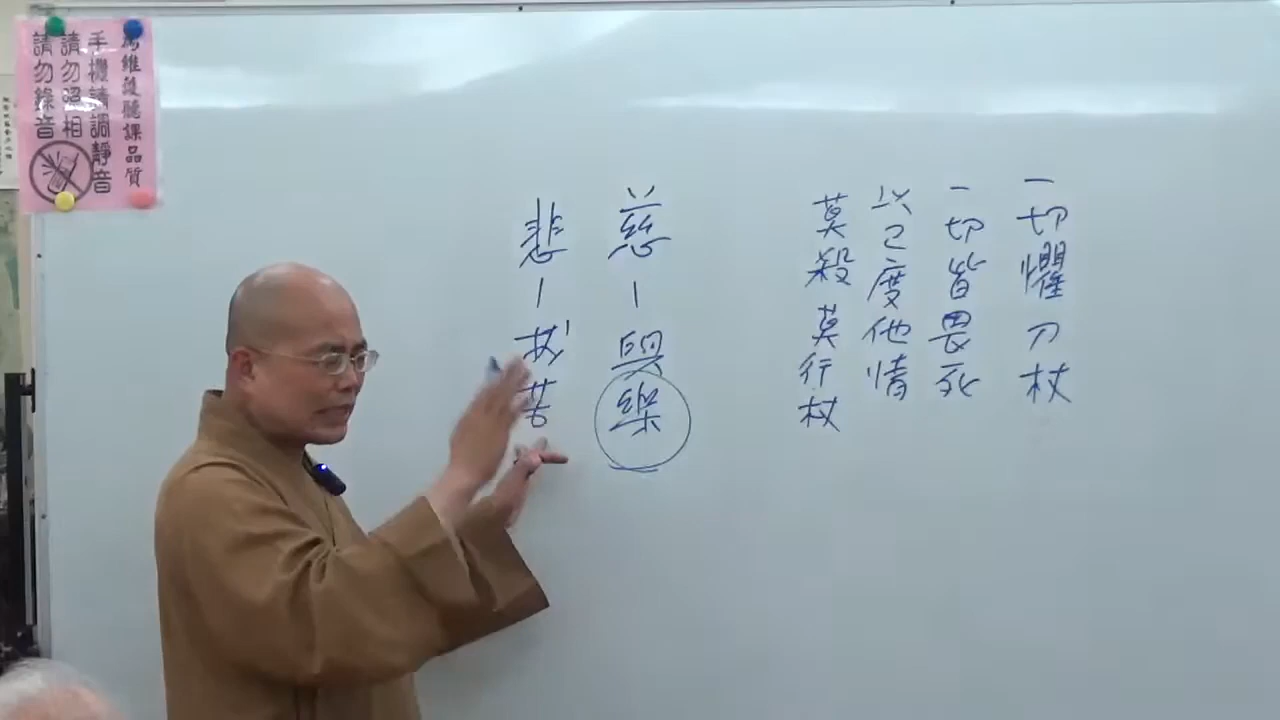 一切懼刀杖
一切皆畏死
以己度他情
莫殺莫行杖
慈－與樂
悲－拔苦
為維護聽課品質
手機請調靜音
請勿照相
請勿錄音